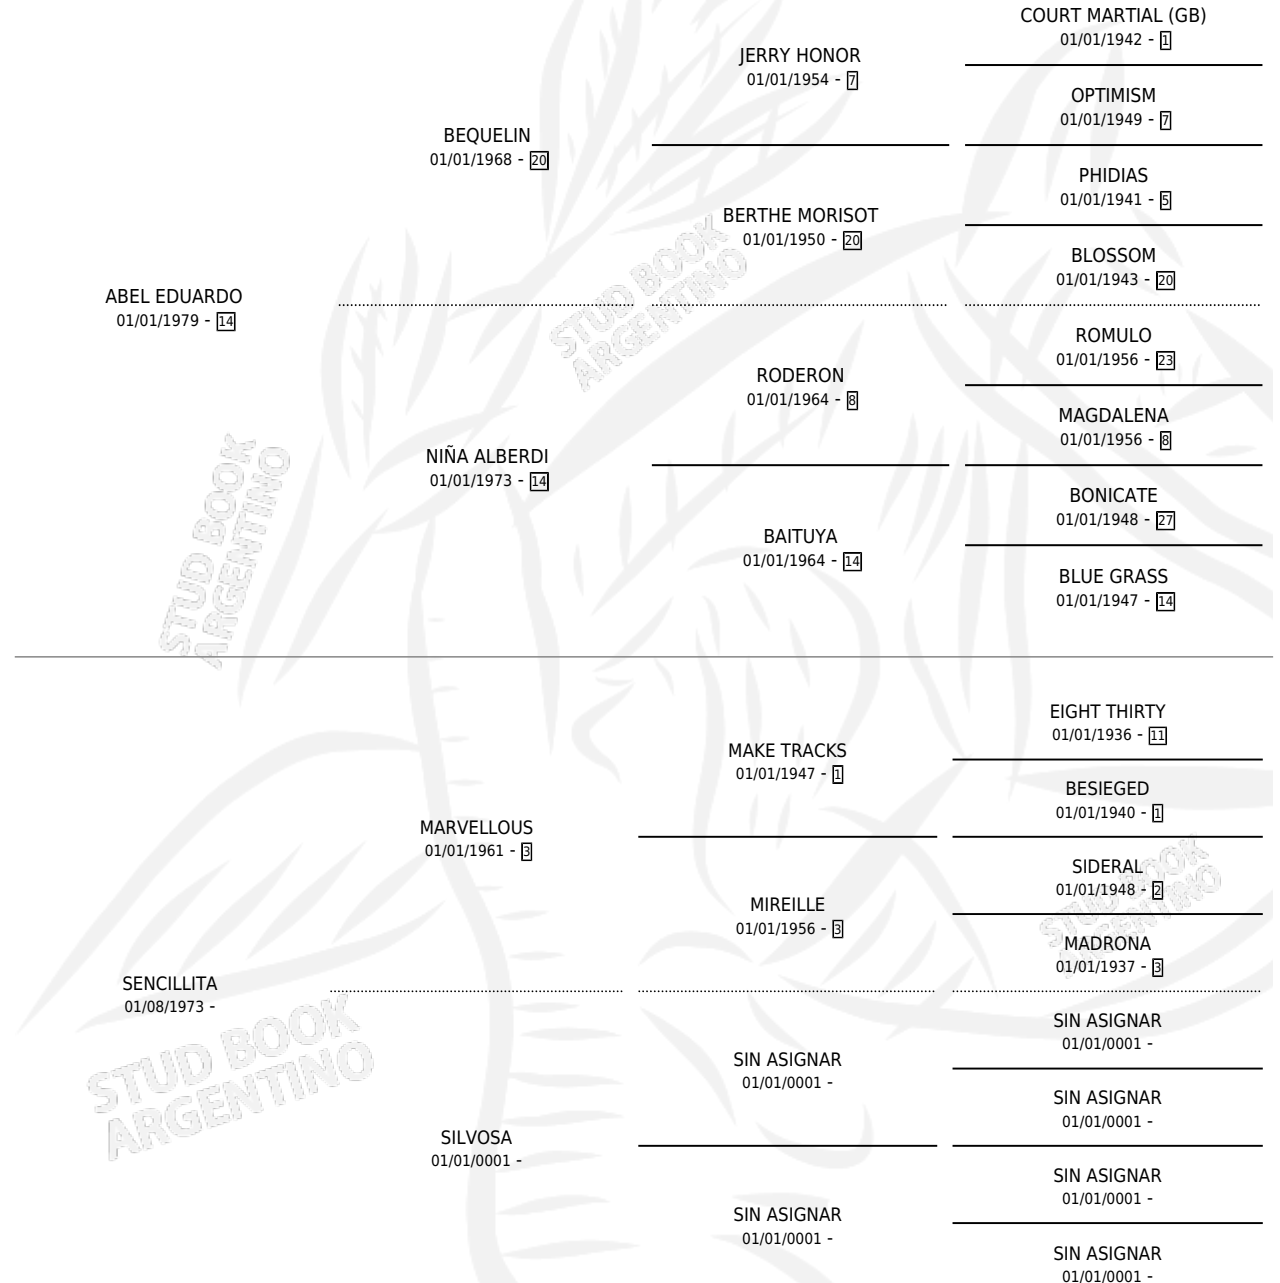 COURT MARTIAL (GB)
01/01/1942 - 1
JERRY HONOR
01/01/1954 - 7
OPTIMISM
01/01/1949 - 7
BEQUELIN
01/01/1968 - 20
PHIDIAS
01/01/1941 - 5
BERTHE MORISOT
01/01/1950 - 20
BLOSSOM
01/01/1943 - 20
ABEL EDUARDO
01/01/1979 - 14
STUD BOOK
ARGENTINO
ROMULO
01/01/1956 - 23
RODERON
01/01/1964 - 8
MAGDALENA
01/01/1956 - 8
NIÑA ALBERDI
01/01/1973 - 14
BONICATE
01/01/1948 - 27
BAITUYA
01/01/1964 - 14
BLUE GRASS
01/01/1947 - 14
STUD BOOK
ARGENTINO
EIGHT THIRTY
01/01/1936 - 11
MAKE TRACKS
01/01/1947 - 1
BESIEGED
01/01/1940 - 1
MARVELLOUS
01/01/1961 - 3
SIDERAL
01/01/1948 - 2
MIREILLE
01/01/1956 - 3
MADRONA
01/01/1937 - 3
STUD BOOK
ARGENTINO
SENCILLITA
01/08/1973 -
SIN ASIGNAR
01/01/0001 -
SIN ASIGNAR
01/01/0001 -
SIN ASIGNAR
01/01/0001 -
STUD BOOK
ARGENTINO
SILVOSA
01/01/0001 -
SIN ASIGNAR
01/01/0001 -
SIN ASIGNAR
01/01/0001 -
SIN ASIGNAR
01/01/0001 -